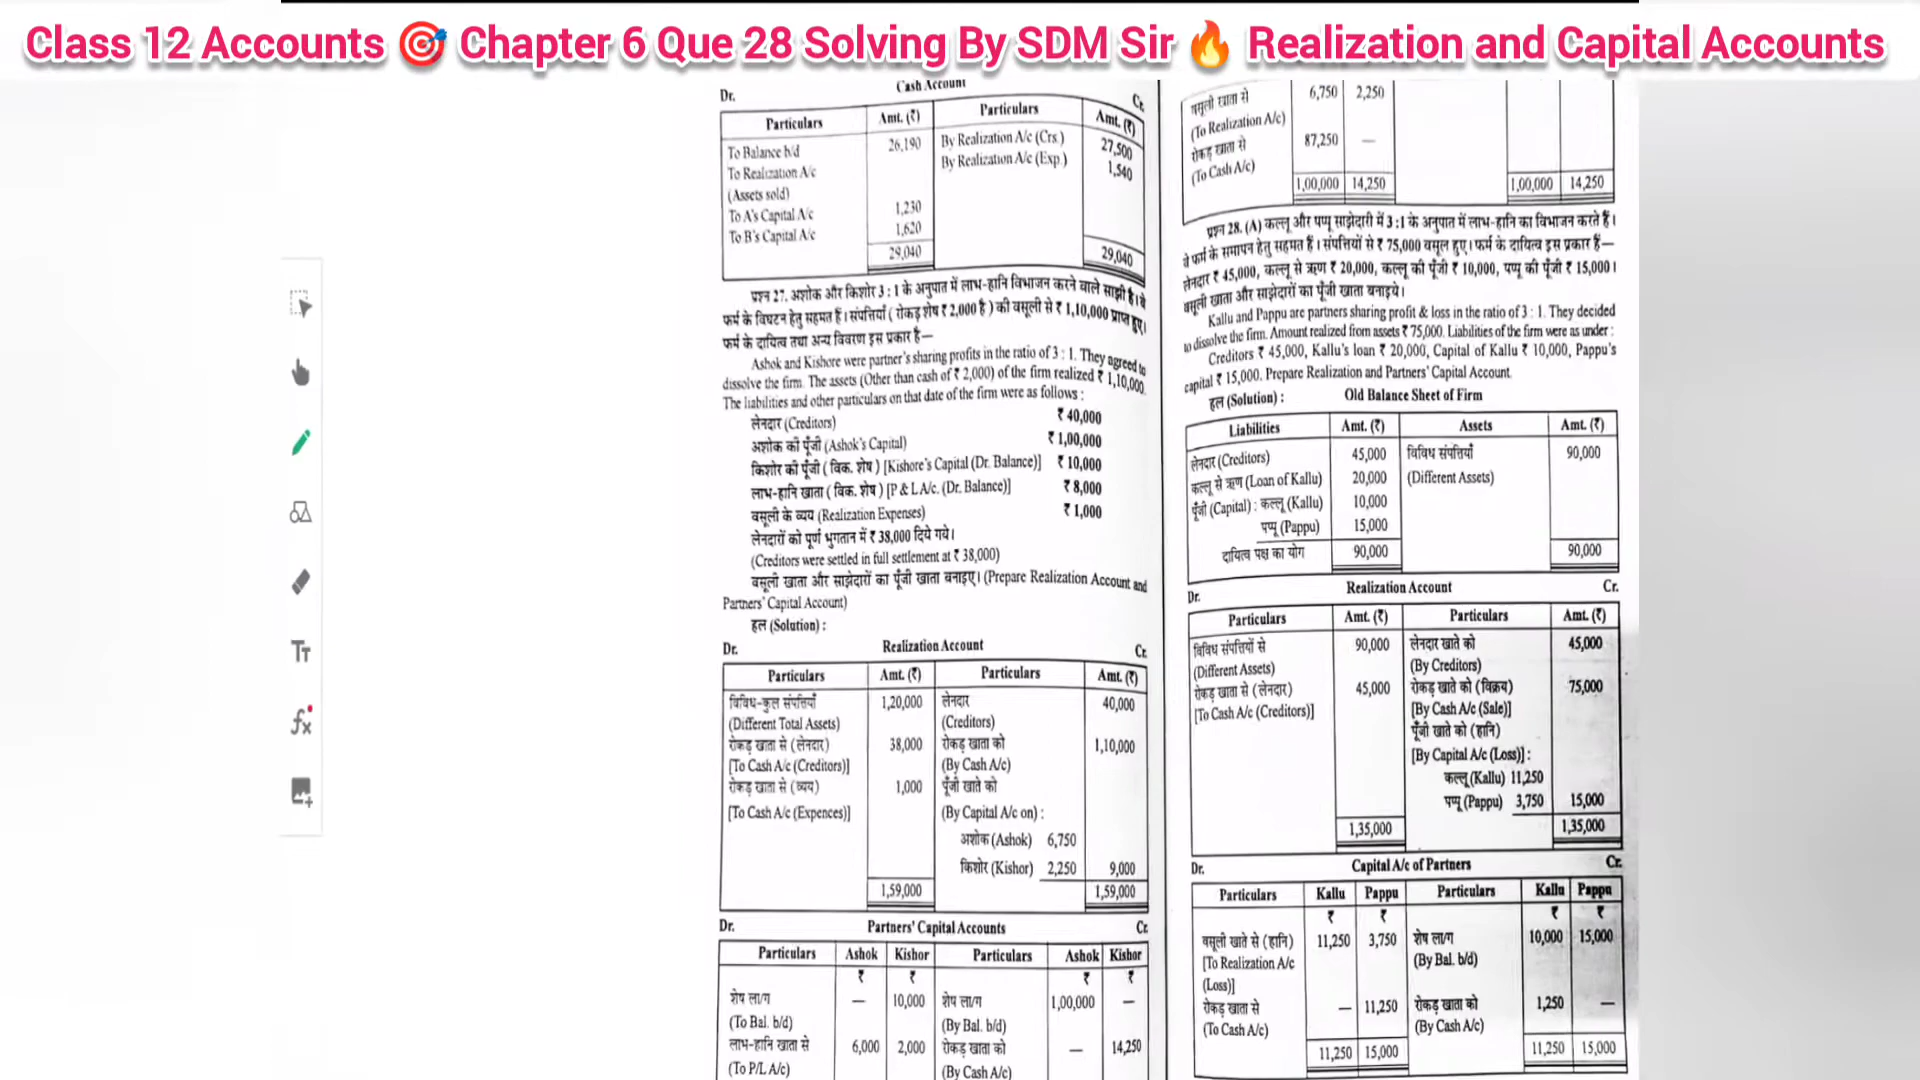 Class 12 Accounts 🎯 Chapter 6 Que 28 Solving By SDM Sir 🔥 Realization and Capital Accounts
Cash Account
Dr. Cr.
Particulars Amt. (₹) Particulars Amt. (₹)
To Balance b/d 26,190 By Realization A/c (Crs.) 27,500
To Realization A/c By Realization A/c (Exp.) 1,540
(Assets sold)
To A's Capital A/c 1,230
To B's Capital A/c 1,620
29,040 29,040
प्रश्न 27. अशोक और किशोर 3 : 1 के अनुपात में लाभ-हानि विभाजन करने वाले साझी है। वे
फर्म के विघटन हेतु सहमत हैं। संपत्तियाँ ( रोकड़ शेष ₹ 2,000 है ) की वसूली से ₹ 1,10,000 प्राप्त हुए।
फर्म के दायित्व तथा अन्य विवरण इस प्रकार है—
Ashok and Kishore were partner's sharing profits in the ratio of 3 : 1. They agreed to
dissolve the firm. The assets (Other than cash of ₹ 2,000) of the firm realized ₹ 1,10,000.
The liabilities and other particulars on that date of the firm were as follows :
लेनदार (Creditors) ₹ 40,000
अशोक की पूँजी (Ashok's Capital) ₹ 1,00,000
किशोर की पूँजी ( विक. शेष ) [Kishore's Capital (Dr. Balance)] ₹ 10,000
लाभ-हानि खाता ( विक. शेष ) [P & L A/c. (Dr. Balance)] ₹ 8,000
वसूली के व्यय (Realization Expenses) ₹ 1,000
लेनदारों को पूर्ण भुगतान में ₹ 38,000 दिये गये।
(Creditors were settled in full settlement at ₹ 38,000)
वसूली खाता और साझेदारों का पूँजी खाता बनाइए। (Prepare Realization Account and
Partners' Capital Account)
हल (Solution) :
Realization Account
Dr. Cr.
Particulars Amt. (₹) Particulars Amt. (₹)
विविध-कुल संपत्तियाँ 1,20,000 लेनदार 40,000
(Different Total Assets) (Creditors)
रोकड़ खाता से (लेनदार) 38,000 रोकड़ खाता को 1,10,000
[To Cash A/c (Creditors)] (By Cash A/c)
रोकड़ खाता से (व्यय) 1,000 पूँजी खाते को
[To Cash A/c (Expences)] (By Capital A/c on) :
अशोक (Ashok) 6,750
किशोर (Kishor) 2,250 9,000
1,59,000 1,59,000
Dr. Partners' Capital Accounts Cr.
Particulars Ashok Kishor Particulars Ashok Kishor
₹ ₹ ₹ ₹
शेष ला/ग — 10,000 शेष ला/ग 1,00,000 —
(To Bal. b/d) (By Bal. b/d)
लाभ-हानि खाता से 6,000 2,000 रोकड़ खाता को — 14,250
(To P/L A/c) (By Cash A/c)
वसूली खाता से 6,750 2,250
(To Realization A/c)
रोकड़ खाता से 87,250 —
(To Cash A/c)
1,00,000 14,250 1,00,000 14,250
प्रश्न 28. (A) कल्लू और पप्पू साझेदारी में 3 : 1 के अनुपात में लाभ-हानि का विभाजन करते हैं।
वे फर्म के समापन हेतु सहमत हैं। संपत्तियों से ₹ 75,000 वसूल हुए। फर्म के दायित्व इस प्रकार हैं—
लेनदार ₹ 45,000, कल्लू से ऋण ₹ 20,000, कल्लू की पूँजी ₹ 10,000, पप्पू की पूँजी ₹ 15,000।
वसूली खाता और साझेदारों का पूँजी खाता बनाइये।
Kallu and Pappu are partners sharing profit & loss in the ratio of 3 : 1. They decided
to dissolve the firm. Amount realized from assets ₹ 75,000. Liabilities of the firm were as under :
Creditors ₹ 45,000, Kallu's loan ₹ 20,000, Capital of Kallu ₹ 10,000, Pappu's
capital ₹ 15,000. Prepare Realization and Partners' Capital Account.
हल (Solution) : Old Balance Sheet of Firm
Liabilities Amt. (₹) Assets Amt. (₹)
लेनदार (Creditors) 45,000 विविध संपत्तियाँ 90,000
कल्लू से ऋण (Loan of Kallu) 20,000 (Different Assets)
पूँजी (Capital) : कल्लू (Kallu) 10,000
पप्पू (Pappu) 15,000
दायित्व पक्ष का योग 90,000 90,000
Dr. Realization Account Cr.
Particulars Amt. (₹) Particulars Amt. (₹)
विविध संपत्तियों से 90,000 लेनदार खाते को 45,000
(Different Assets) (By Creditors)
रोकड़ खाता से (लेनदार) 45,000 रोकड़ खाते को (विक्रय) 75,000
[To Cash A/c (Creditors)] [By Cash A/c (Sale)]
पूँजी खाते को (हानि)
[By Capital A/c (Loss)] :
कल्लू (Kallu) 11,250
पप्पू (Pappu) 3,750 15,000
1,35,000 1,35,000
Dr. Capital A/c of Partners Cr.
Particulars Kallu Pappu Particulars Kallu Pappu
₹ ₹ ₹ ₹
वसूली खाते से (हानि) 11,250 3,750 शेष ला/ग 10,000 15,000
[To Realization A/c (By Bal. b/d)
(Loss)]
रोकड़ खाता से — 11,250 रोकड़ खाता को 1,250 —
(To Cash A/c) (By Cash A/c)
11,250 15,000 11,250 15,000